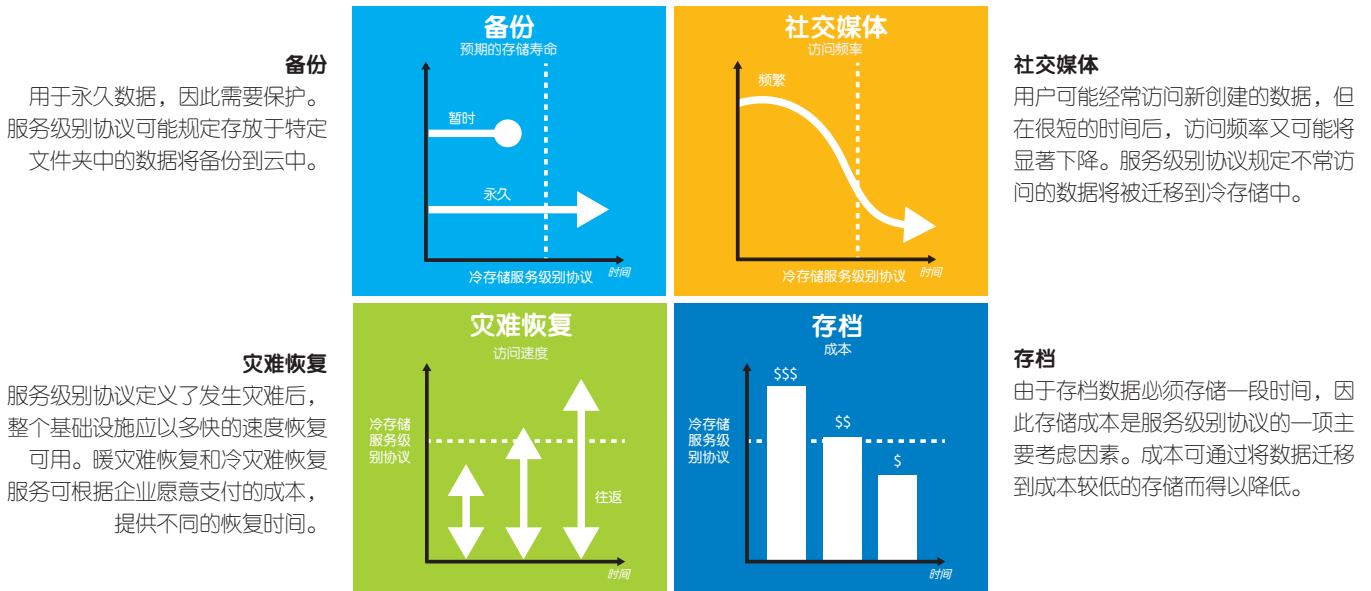 备份
用于永久数据，因此需要保护。
服务级别协议可能规定存放于特定
文件夹中的数据将备份到云中。
备份
预期的存储寿命
暂时
永久
时间
冷存储服务级别协议
社交媒体
访问频率
频繁
时间
冷存储服务级别协议
社交媒体
用户可能经常访问新创建的数据，但
在很短的时间后，访问频率又可能将
显著下降。服务级别协议规定不常访
问的数据将被迁移到冷存储中。
灾难恢复
服务级别协议定义了发生灾难后，
整个基础设施应以多快的速度恢复
可用。暖灾难恢复和冷灾难恢复
服务可根据企业愿意支付的成本，
提供不同的恢复时间。
灾难恢复
访问速度
冷存储
服务级
别协议
往返
时间
存档
成本
$$$
$$
$
冷存储
服务级
别协议
时间
存档
由于存档数据必须存储一段时间，因
此存储成本是服务级别协议的一项主
要考虑因素。成本可通过将数据迁移
到成本较低的存储而得以降低。